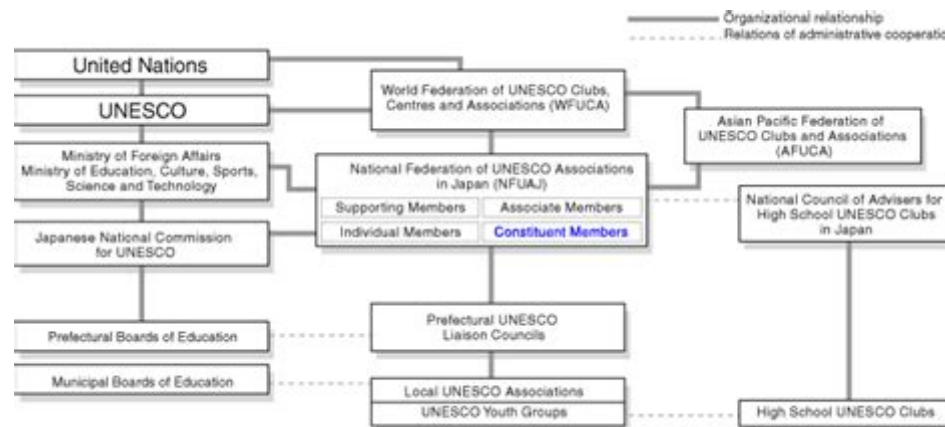 Organizational relationship
Relations of administrative cooperation
United Nations
UNESCO
Ministry of Foreign Affairs
Ministry of Education, Culture, Sports,
Science and Technology
Japanese National Commission
for UNESCO
Prefectural Boards of Education
Municipal Boards of Education
World Federation of UNESCO Clubs,
Centres and Associations (WFUCA)
National Federation of UNESCO Associations
in Japan (NFUAJ)
Supporting Members
Associate Members
Individual Members
Constituent Members
Prefectural UNESCO
Liaison Councils
Local UNESCO Associations
UNESCO Youth Groups
Asian Pacific Federation of
UNESCO Clubs and Associations
(AFUCA)
National Council of Advisers for
High School UNESCO Clubs
in Japan
High School UNESCO Clubs